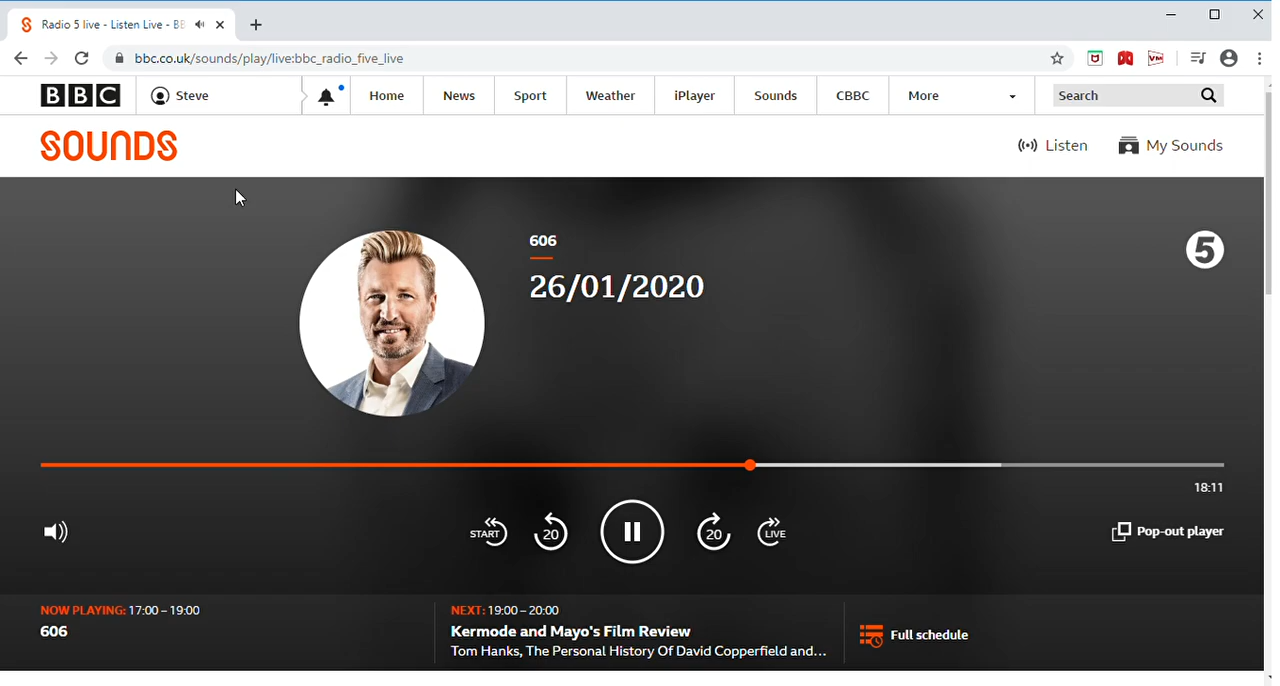 Radio 5 live - Listen Live - BB
bbc.co.uk/sounds/play/live:bbc_radio_five_live
BBC
Steve
Home
News
Sport
Weather
iPlayer
Sounds
CBBC
More
Search
SOUNDS
Listen
My Sounds
606
5
26/01/2020
18:11
START
20
20
LIVE
Pop-out player
NOW PLAYING: 17:00 – 19:00
606
NEXT: 19:00 – 20:00
Kermode and Mayo's Film Review
Tom Hanks, The Personal History Of David Copperfield and...
Full schedule